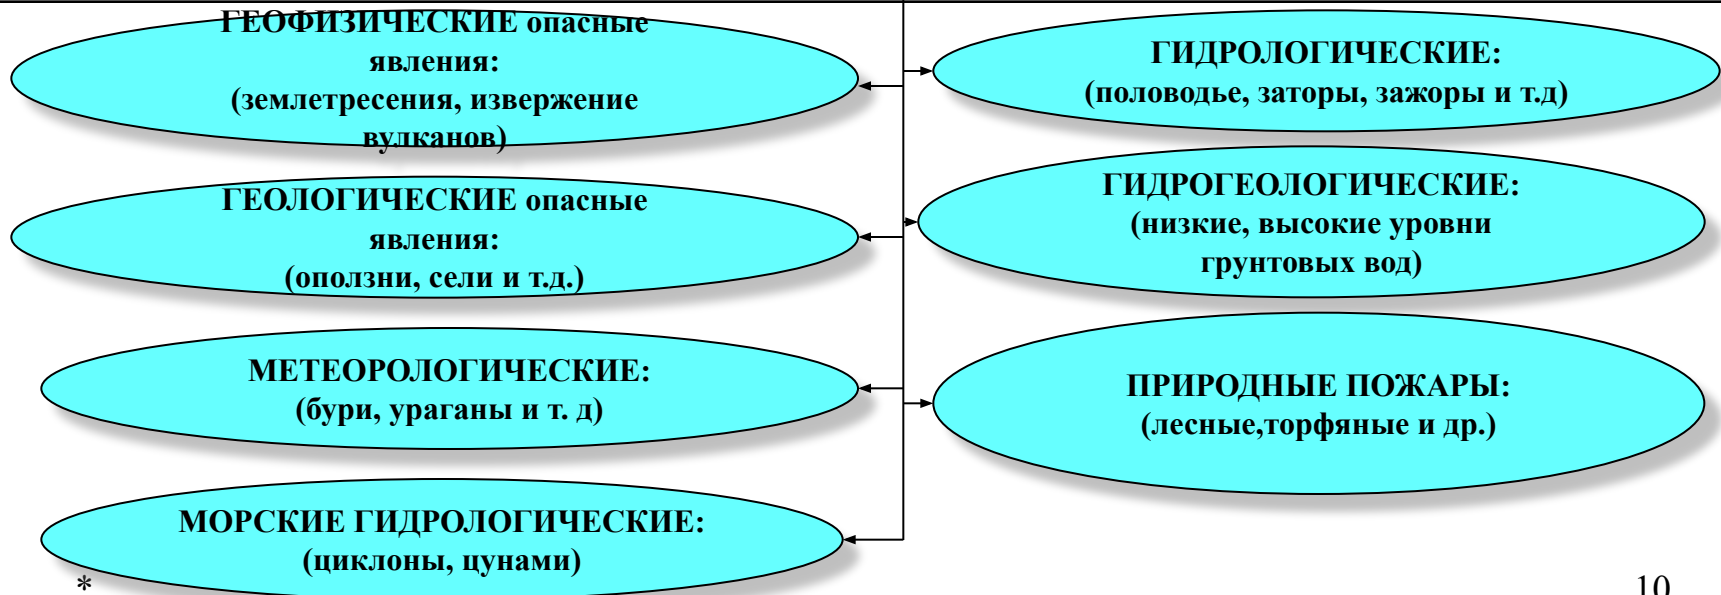 ГЕОФИЗИЧЕСКИЕ опасные
явления:
(землетресения, извержение
вулканов)
ГЕОЛОГИЧЕСКИЕ опасные
явления:
(оползни, сели и т.д.)
МЕТЕОРОЛОГИЧЕСКИЕ:
(бури, ураганы и т. д)
МОРСКИЕ ГИДРОЛОГИЧЕСКИЕ:
(циклоны, цунами)
ГИДРОЛОГИЧЕСКИЕ:
(половодье, заторы, зажоры и т.д)
ГИДРОГЕОЛОГИЧЕСКИЕ:
(низкие, высокие уровни
грунтовых вод)
ПРИРОДНЫЕ ПОЖАРЫ:
(лесные,торфяные и др.)
*
10